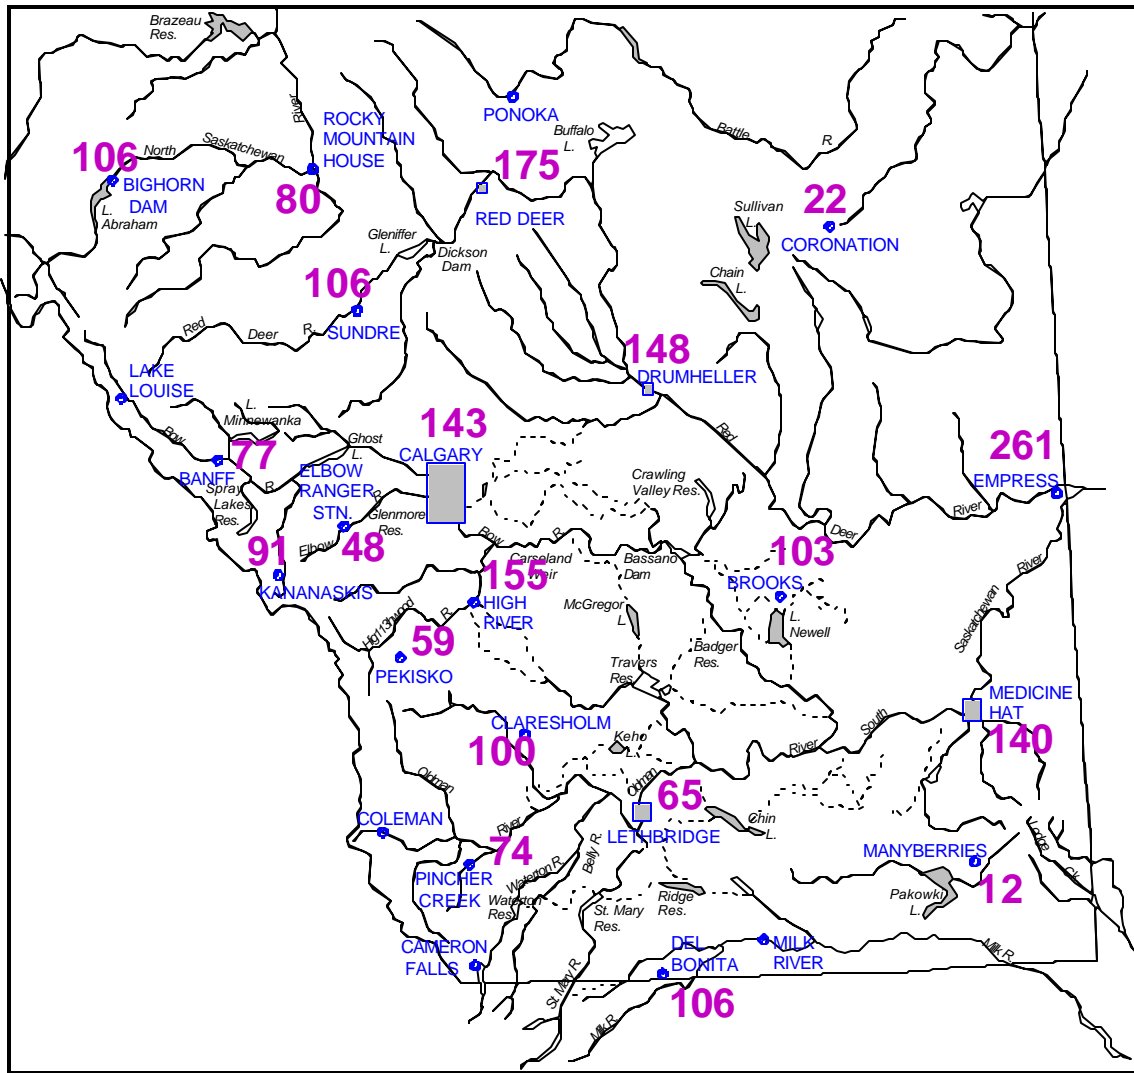 Brazeau
Res.
River
ROCKY
MOUNTAIN
HOUSE
PONOKA
Buffalo
L.
Battle
R.
106
North
Saskatchewan
BIGHORN
DAM
L.
Abraham
80
175
RED DEER
Sullivan
L.
22
CORONATION
Gleniffer
L.
Dickson
Dam
Chain
L.
106
SUNDRE
Red
Deer
R.
148
DRUMHELLER
LAKE
LOUISE
L.
Minnewanka
Bow
77
BANFF
Ghost
L.
143
CALGARY
Red
261
EMPRESS
ELBOW
RANGER
STN.
R.
R.
Spray
Lakes
Res.
Glenmore
Res.
Crawling
Valley Res.
River
Deer
Elbow
48
Bow
R.
91
KANANASKIS
Carseland
Weir
Bassano
Dam
103
BROOKS
River
Saskatchewan
155
HIGH
RIVER
McGregor
L.
L.
Newell
Hig113hwood
R.
59
PEKISKO
Badger
Res.
Travers
Res.
MEDICINE
HAT
140
CLARESHOLM
100
Keho
L.
South
River
Oldman
Oldman
65
LETHBRIDGE
Chin
L.
COLEMAN
River
74
PINCHER
CREEK
Belly R.
Waterton R.
Waterton
Res.
MANYBERRIES
12
Pakowki
L.
Lodge
Ck.
Ridge
Res.
St. Mary
Res.
CAMERON
FALLS
DEL
BONITA
MILK
RIVER
Milk R.
St. Mary R.
106
Milk R.